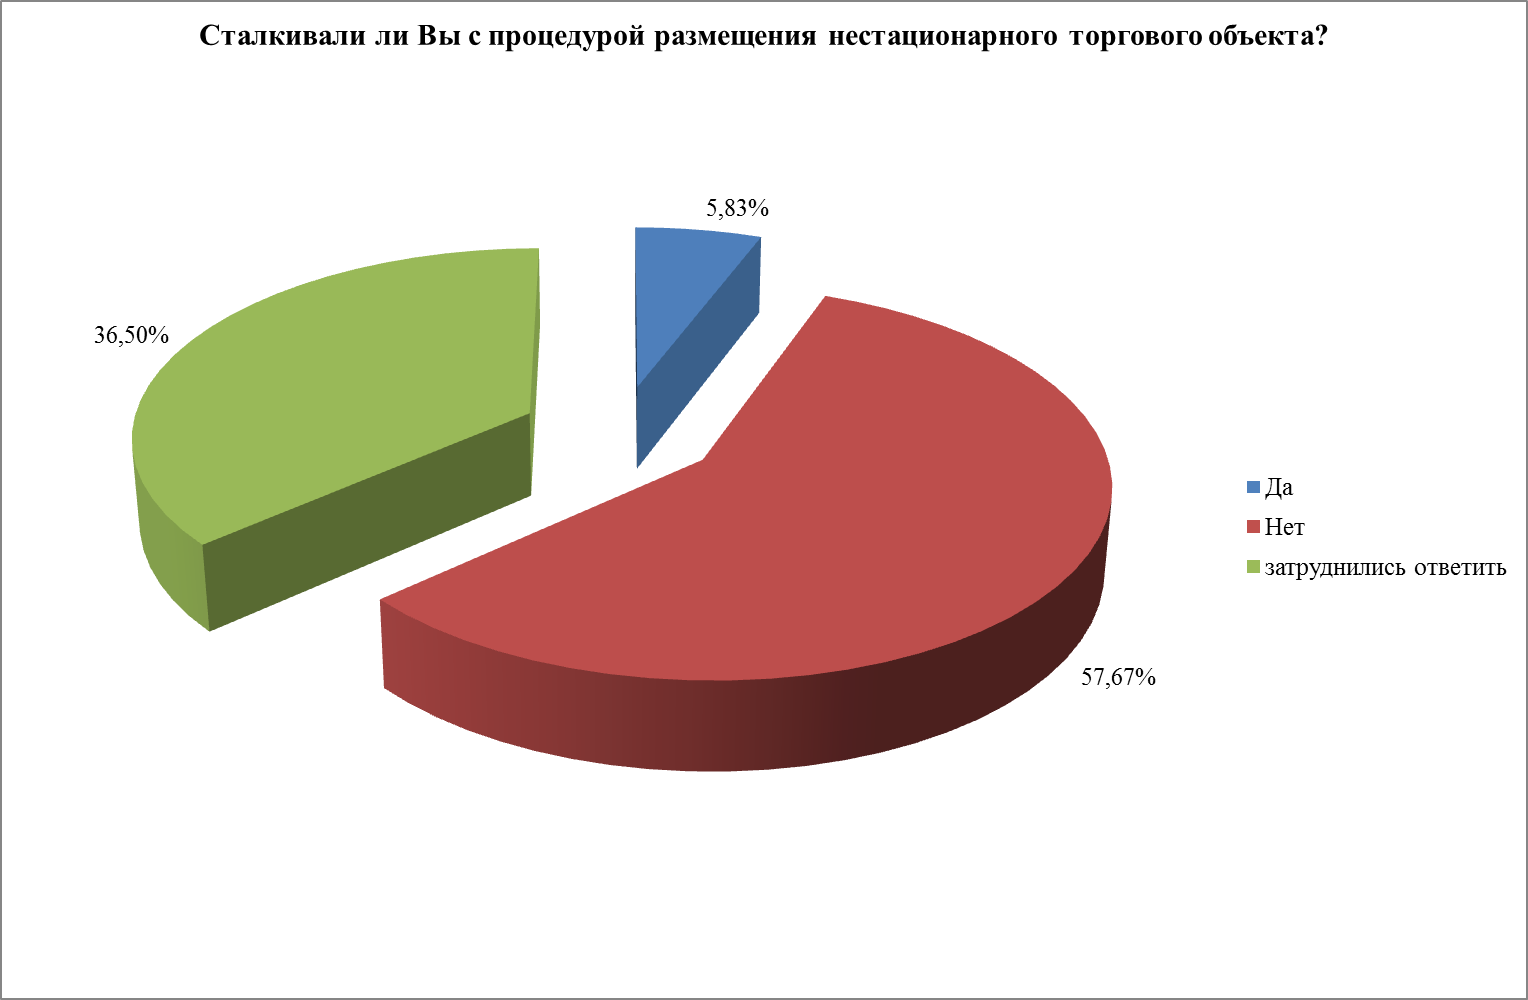 Сталкивали ли Вы с процедурой размещения нестационарного торгового объекта?
5,83%
36,50%
Да
Нет
затруднились ответить
57,67%